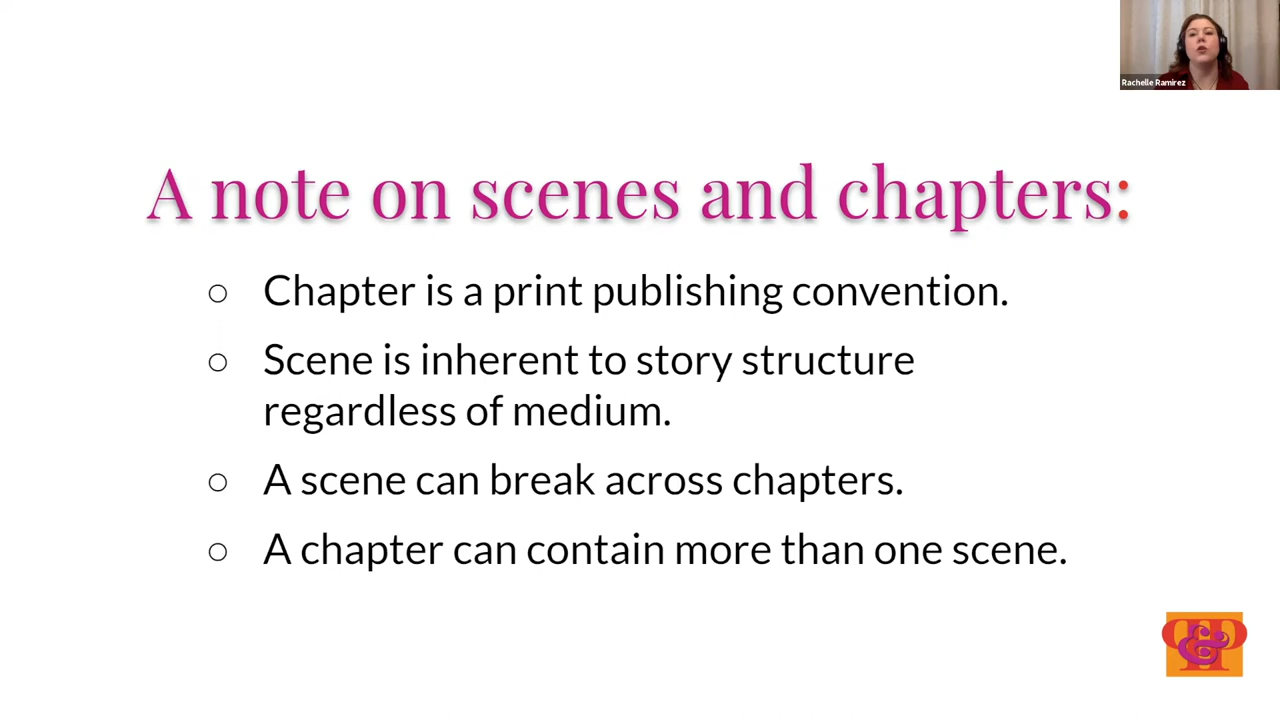 Rachelle Ramirez
A note on scenes and chapters:
○ Chapter is a print publishing convention.
○ Scene is inherent to story structure
regardless of medium.
○ A scene can break across chapters.
○ A chapter can contain more than one scene.
P&P